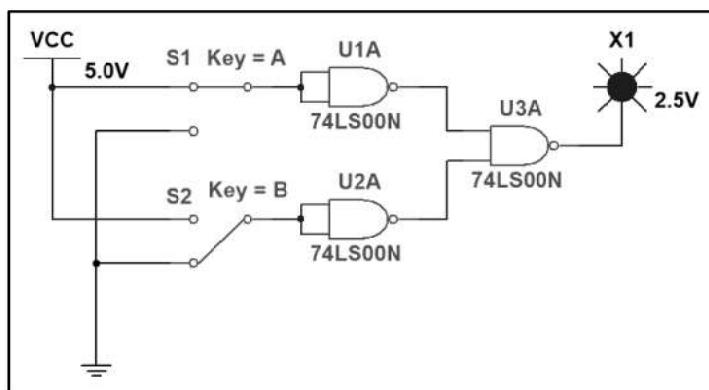 VCC
5.0V
S1 Key = A
U1A
74LS00N
X1
2.5V
U3A
74LS00N
S2 Key = B
U2A
74LS00N